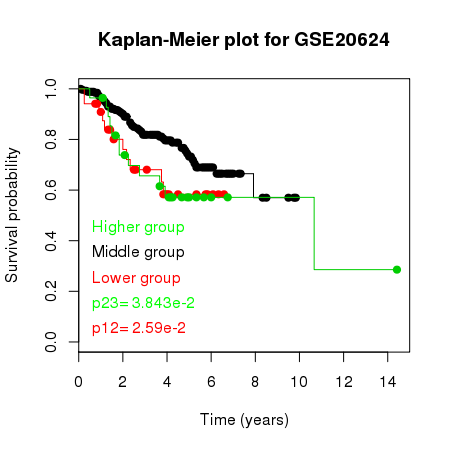 Kaplan-Meier plot for GSE20624
Survival probability
1.0
0.8
0.6
0.4
0.2
0.0
Higher group
Middle group
Lower group
p23= 3.843e-2
p12= 2.59e-2
0 2 4 6 8 10 12 14
Time (years)